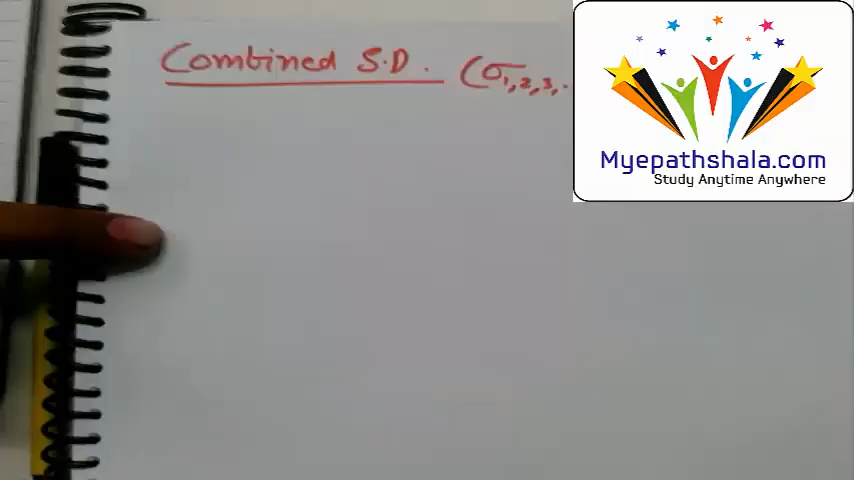 Combined S.D. (σ1,2,3,.
Myepathshala.com
Study Anytime Anywhere